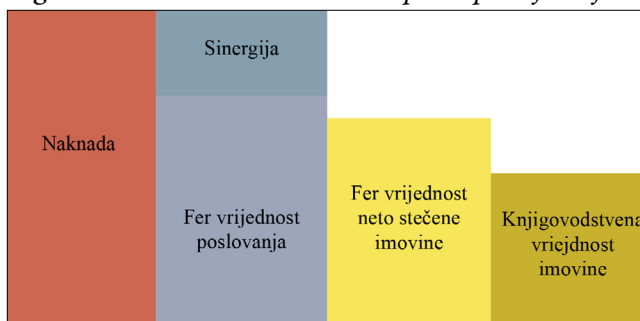 Sinergija
Naknada
Fer vrijednost
poslovanja
Fer vrijednost
neto stečene
imovine
Knjigovodstvena
vriejdnost
imovine